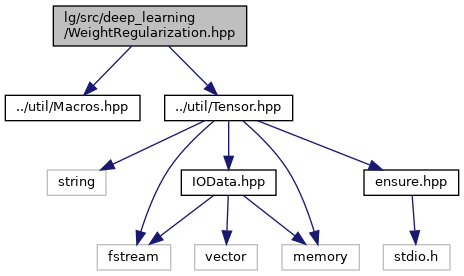 lg/src/deep_learning
/WeightRegularization.hpp
../util/Macros.hpp
../util/Tensor.hpp
string
IOData.hpp
ensure.hpp
fstream
vector
memory
stdio.h